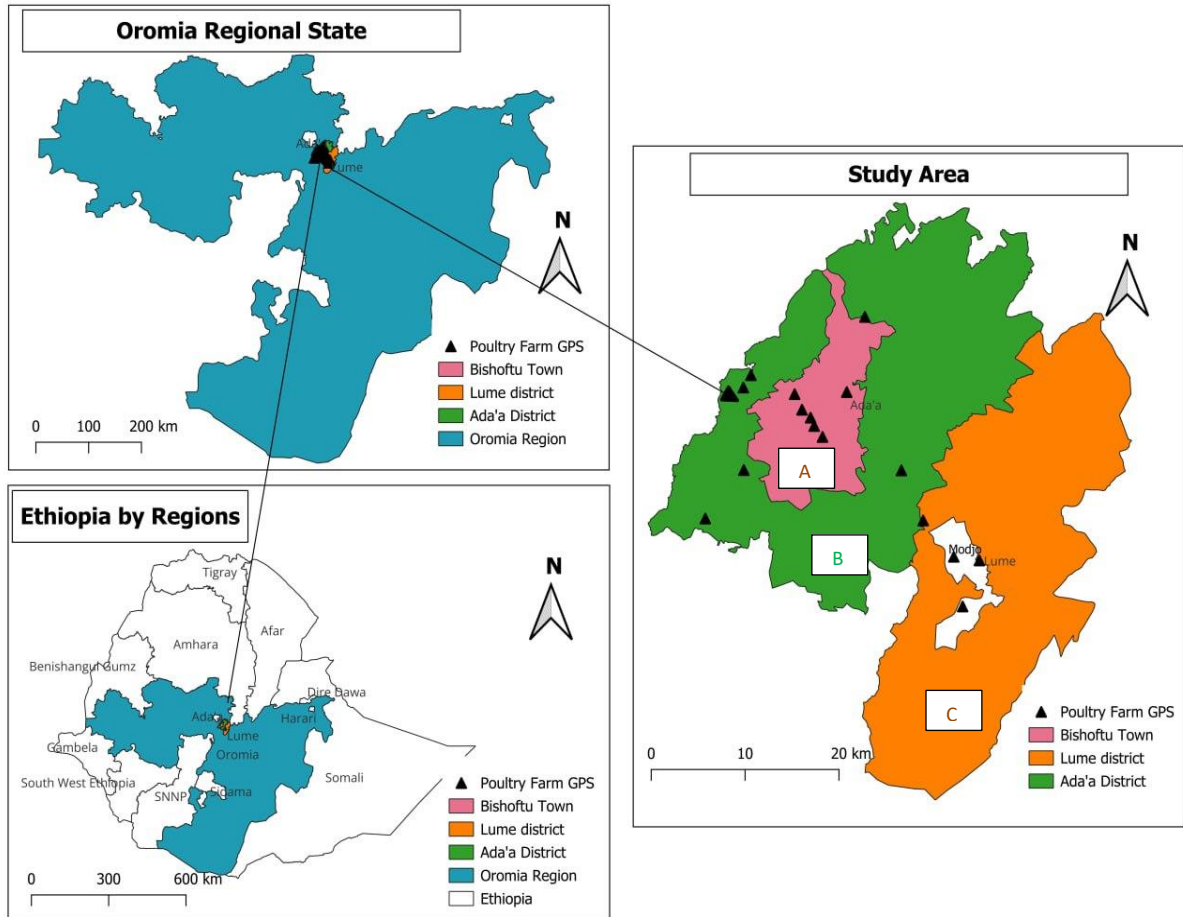 Oromia Regional State
Ada'a
Lume
N
Poultry Farm GPS
Bishoftu Town
Lume district
Ada'a District
Oromia Region
0 100 200 km
Ethiopia by Regions
N
Tigray
Afar
Amhara
Benishangul Gumz
Dire Dawa
Ada'a
Harari
Lume
Gambela
Oromia
South West Ethiopia
Somali
SNNP
Sidama
Poultry Farm GPS
Bishoftu Town
Lume district
Ada'a District
Oromia Region
Ethiopia
0 300 600 km
Study Area
N
Ada'a
A
B
Modjo
Lume
C
Poultry Farm GPS
Bishoftu Town
Lume district
Ada'a District
0 10 20 km